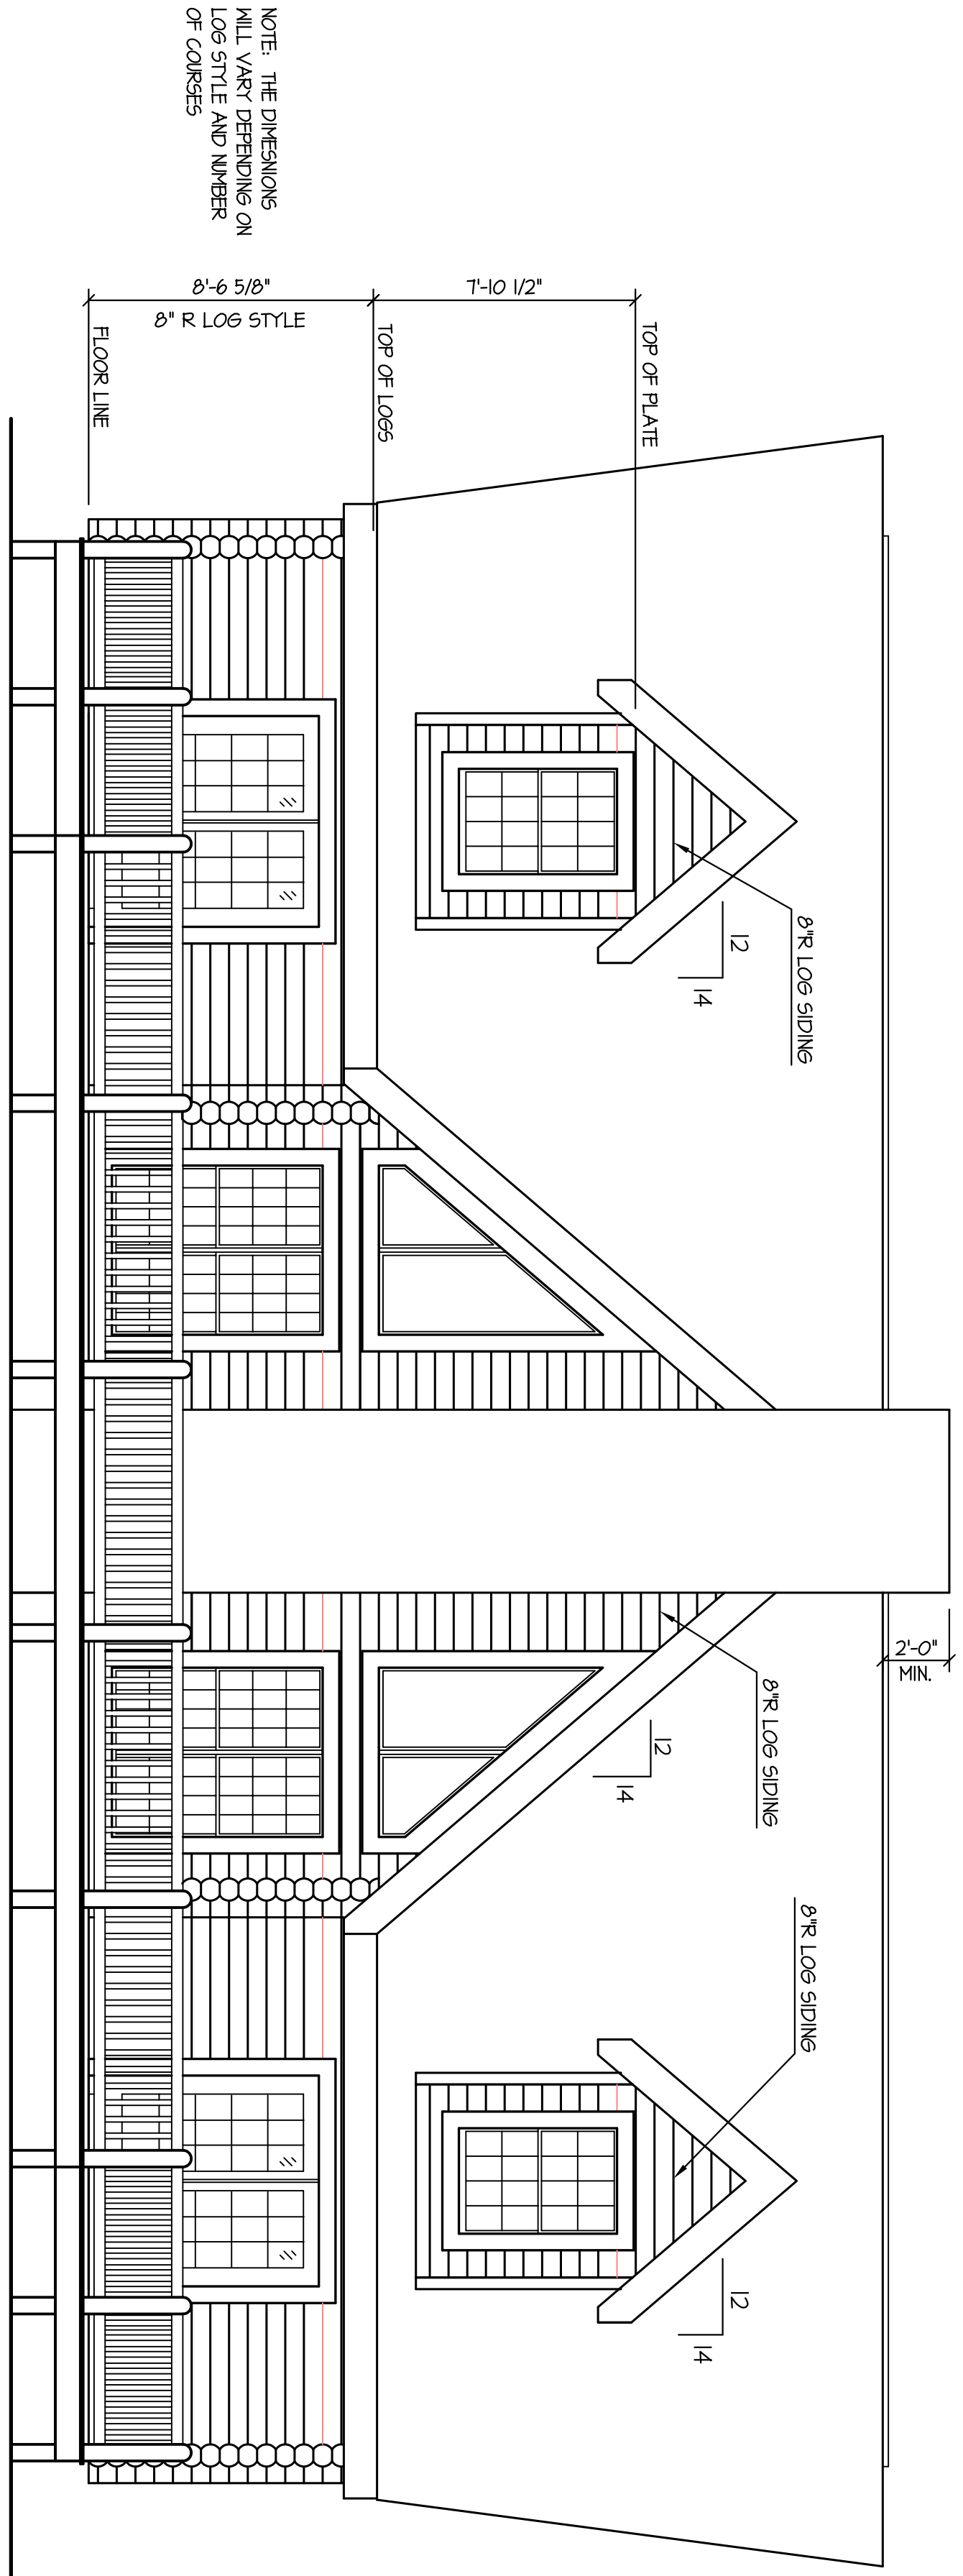 NOTE: THE DIMESNIONS
WILL VARY DEPENDING ON
LOG STYLE AND NUMBER
OF COURSES
7'-10 1/2"
8'-6 5/8"
8" R LOG STYLE
TOP OF PLATE
TOP OF LOGS
FLOOR LINE
8"R LOG SIDING
12
14
2'-0"
MIN.
8"R LOG SIDING
12
14
8"R LOG SIDING
12
14